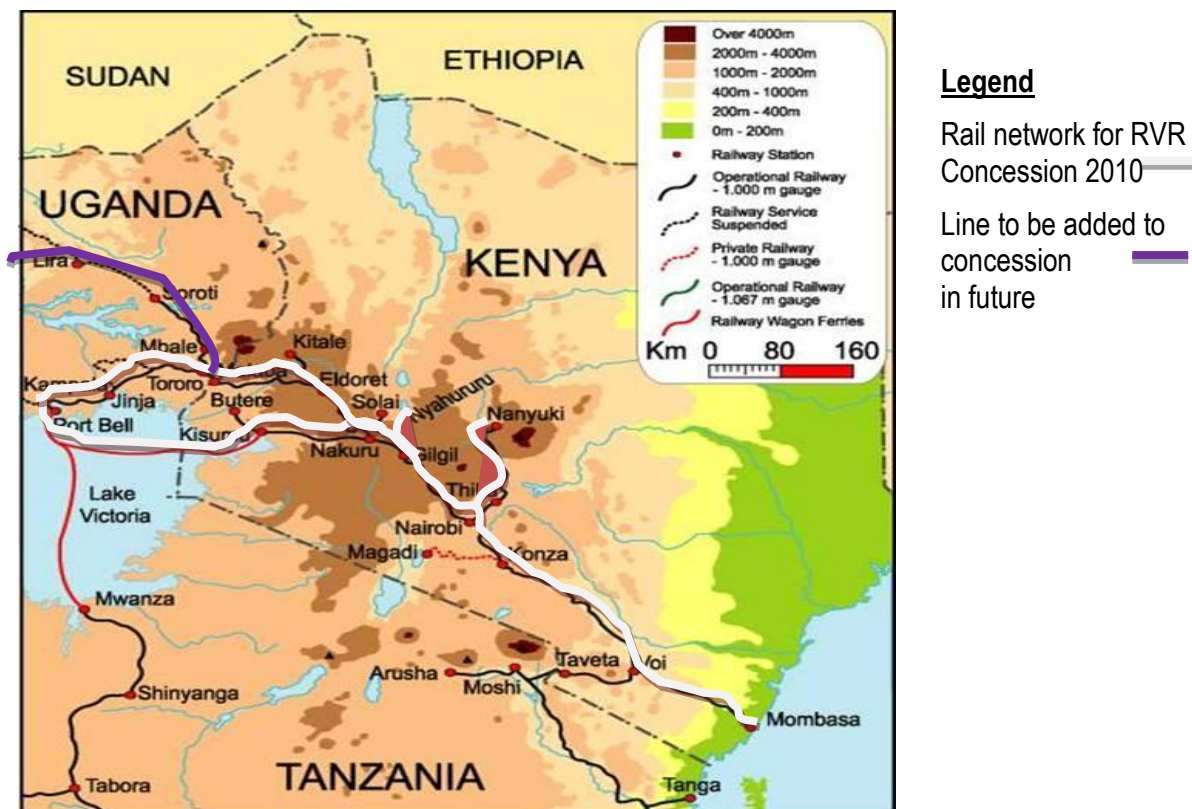 SUDAN
ETHIOPIA
UGANDA
KENYA
TANZANIA
Over 4000m
2000m - 4000m
1000m - 2000m
400m - 1000m
200m - 400m
0m - 200m
Railway Station
Operational Railway
- 1.000 m gauge
Railway Service
Suspended
Private Railway
- 1.000 m gauge
Operational Railway
- 1.067 m gauge
Railway Wagon Ferries
Km 0 80 160
Lira
Soroti
Mbale
Kitale
Tororo
Eldoret
Jinja
Butere
Solai
Nyahururu
Nanyuki
Port Bell
Nakuru
Gilgil
Lake
Victoria
Nairobi
Magadi
Konza
Mwanza
Arusha
Moshi
Taveta
Voi
Shinyanga
Mombasa
Tabora
Tanga
Legend
Rail network for RVR
Concession 2010
Line to be added to
concession
in future